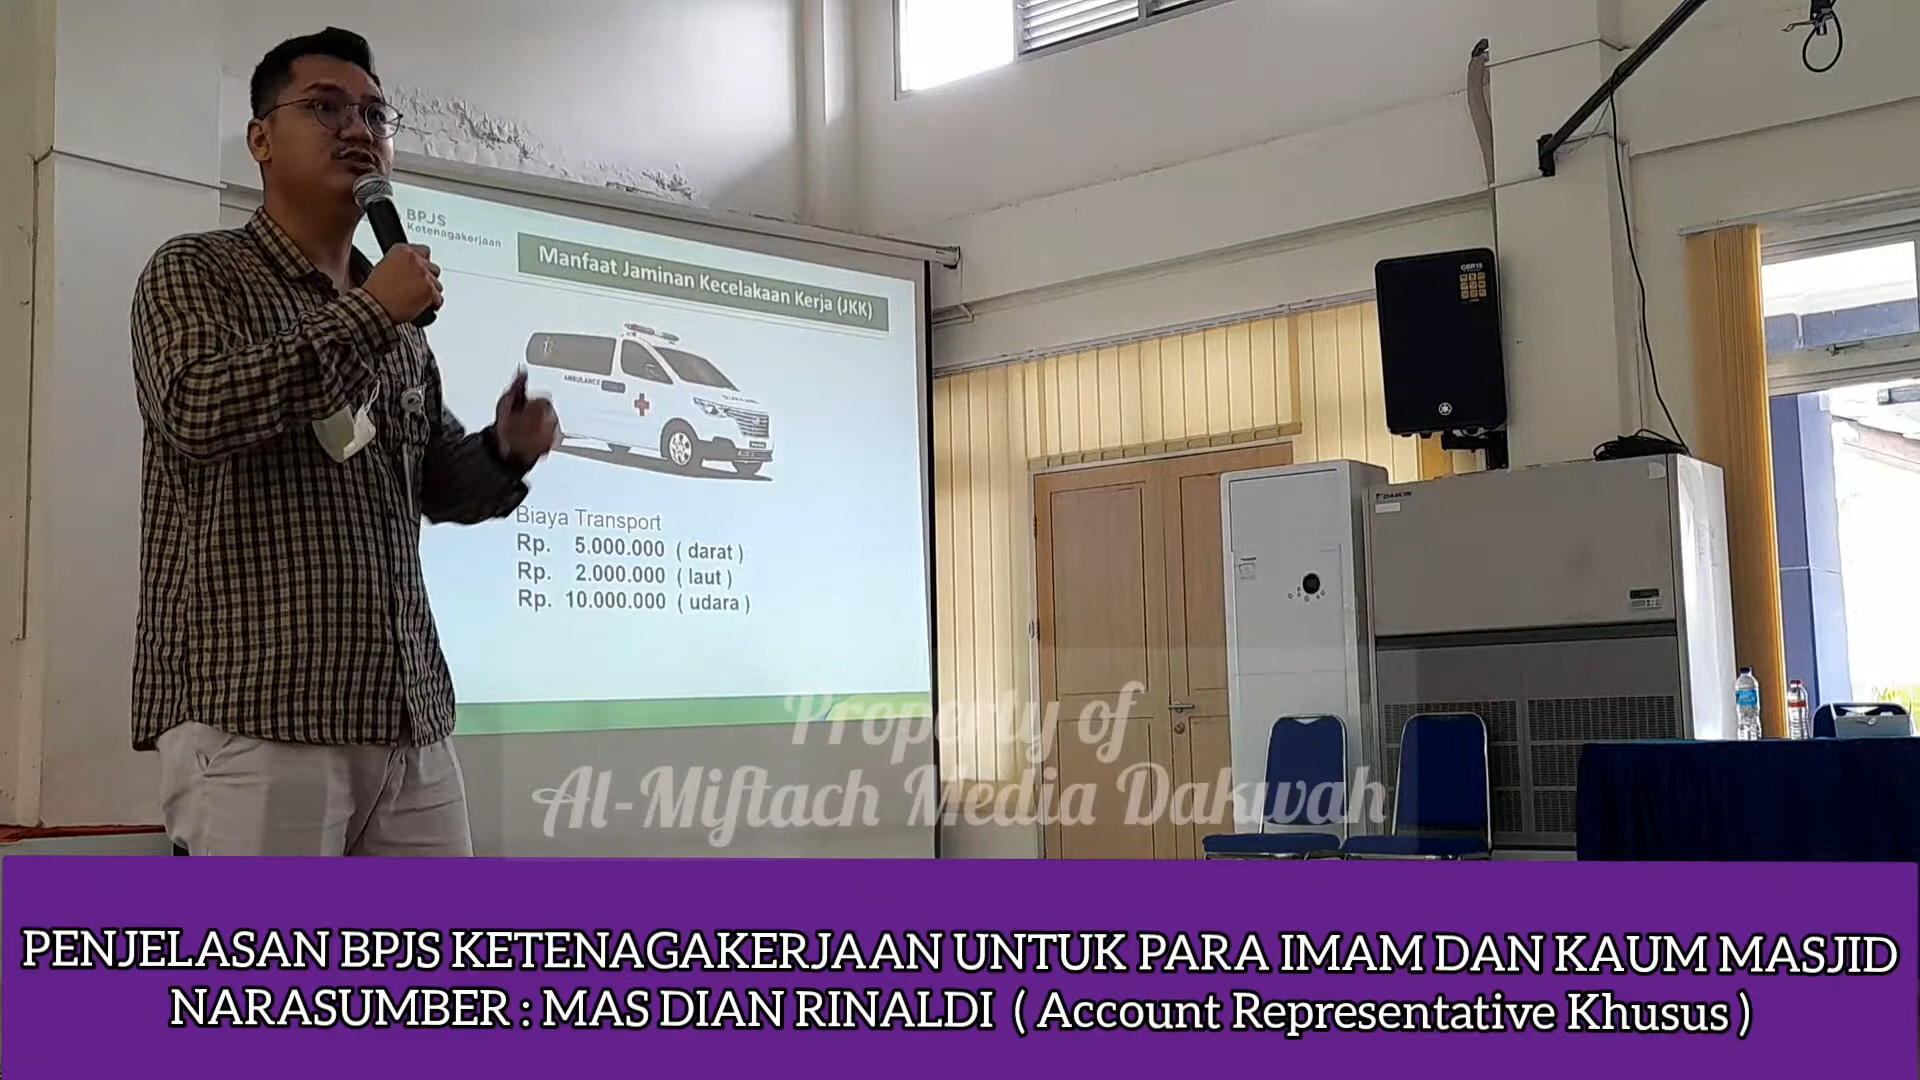 BPJS
Ketenagakerjaan
Manfaat Jaminan Kecelakaan Kerja (JKK)
AMBULANCE
Biaya Transport
Rp. 5.000.000 ( darat )
Rp. 2.000.000 ( laut )
Rp. 10.000.000 ( udara )
DAIKIN
Property of
Al-Miftach Media Dakwah
PENJELASAN BPJS KETENAGAKERJAAN UNTUK PARA IMAM DAN KAUM MASJID
NARASUMBER : MAS DIAN RINALDI ( Account Representative Khusus )